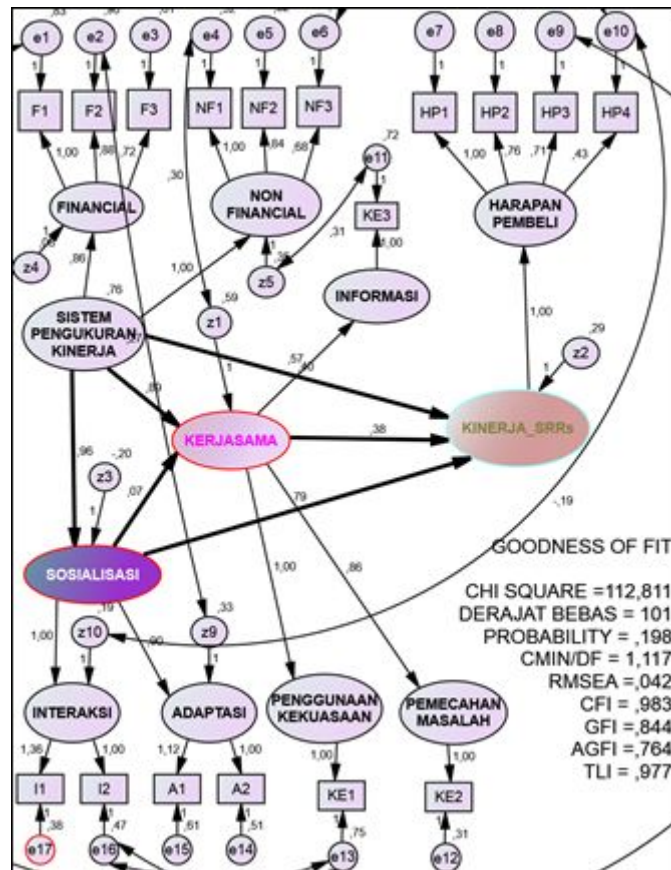 ,83
,90
,61
,52
,62
e1
e2
e3
e4
e5
e6
e7
e8
e9
e10
1
1
1
1
1
1
1
1
1
1
F1
F2
F3
NF1
NF2
NF3
HP1
HP2
HP3
HP4
,72
e11
1
KE3
1,00
,88
,72
1,00
,84
,68
1,00
,76
,71
,43
,30
FINANCIAL
NON
FINANCIAL
HARAPAN
PEMBELI
1,00
z4
1
,86
1,00
1
z5
,31
INFORMASI
,76
,59
z1
1
SISTEM
PENGUKURAN
KINERJA
,57
1,00
,29
z2
1
,89
KERJASAMA
,38
KINERJA_SRRs
,96
-,20
z3
1
,07
,79
-,19
SOSIALISASI
GOODNESS OF FIT
CHI SQUARE =112,811
DERAJAT BEBAS = 101
PROBABILITY = ,198
CMIN/DF = 1,117
RMSEA =,042
CFI = ,983
GFI = ,844
AGFI = ,764
TLI = ,977
1,00
,19
z10
1
,90
,33
z9
1
1,00
,86
INTERAKSI
ADAPTASI
PENGGUNAAN
KEKUASAAN
PEMECAHAN
MASALAH
1,36
1,00
1,12
1,00
1,00
1,00
I1
I2
A1
A2
KE1
KE2
1
,38
1
,47
1
,61
1
,51
1
,75
1
,31
e17
e16
e15
e14
e13
e12